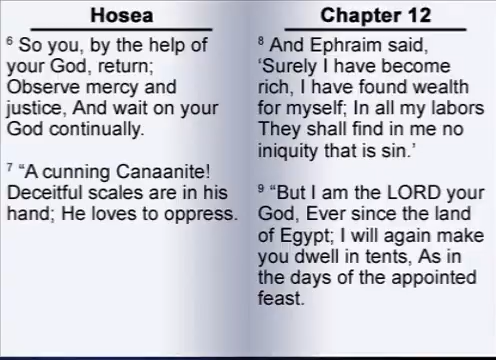 Hosea
⁶ So you, by the help of
your God, return;
Observe mercy and
justice, And wait on your
God continually.
⁷ “A cunning Canaanite!
Deceitful scales are in his
hand; He loves to oppress.
Chapter 12
⁸ And Ephraim said,
‘Surely I have become
rich, I have found wealth
for myself; In all my labors
They shall find in me no
iniquity that is sin.’
⁹ “But I am the LORD your
God, Ever since the land
of Egypt; I will again make
you dwell in tents, As in
the days of the appointed
feast.